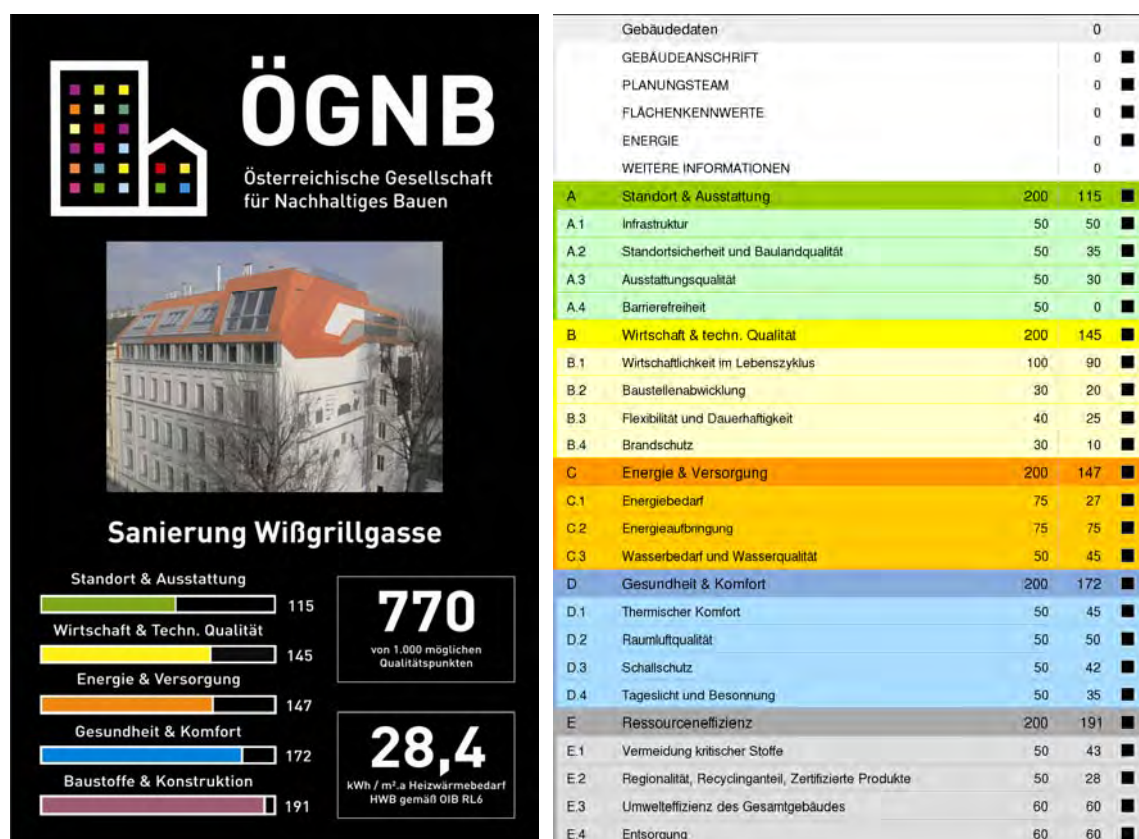 ÖGNB
Österreichische Gesellschaft
für Nachhaltiges Bauen
Sanierung Wißgrillgasse
Standort & Ausstattung
115
Wirtschaft & Techn. Qualität
145
Energie & Versorgung
147
Gesundheit & Komfort
172
Baustoffe & Konstruktion
191
770
von 1.000 möglichen
Qualitätspunkten
28,4
kWh / m².a Heizwärmebedarf
HWB gemäß OIB RL6
Gebäudedaten 0
GEBÄUDEANSCHRIFT 0
PLANUNGSTEAM 0
FLÄCHENKENNWERTE 0
ENERGIE 0
WEITERE INFORMATIONEN 0
A Standort & Ausstattung 200 115
A.1 Infrastruktur 50 50
A.2 Standortsicherheit und Baulandqualität 50 35
A.3 Ausstattungsqualität 50 30
A.4 Barrierefreiheit 50 0
B Wirtschaft & techn. Qualität 200 145
B.1 Wirtschaftlichkeit im Lebenszyklus 100 90
B.2 Baustellenabwicklung 30 20
B.3 Flexibilität und Dauerhaftigkeit 40 25
B.4 Brandschutz 30 10
C Energie & Versorgung 200 147
C.1 Energiebedarf 75 27
C.2 Energieaufbringung 75 75
C.3 Wasserbedarf und Wasserqualität 50 45
D Gesundheit & Komfort 200 172
D.1 Thermischer Komfort 50 45
D.2 Raumluftqualität 50 50
D.3 Schallschutz 50 42
D.4 Tageslicht und Besonnung 50 35
E Ressourceneffizienz 200 191
E.1 Vermeidung kritischer Stoffe 50 43
E.2 Regionalität, Recyclinganteil, Zertifizierte Produkte 50 28
E.3 Umwelteffizienz des Gesamtgebäudes 60 60
E.4 Entsorgung 60 60